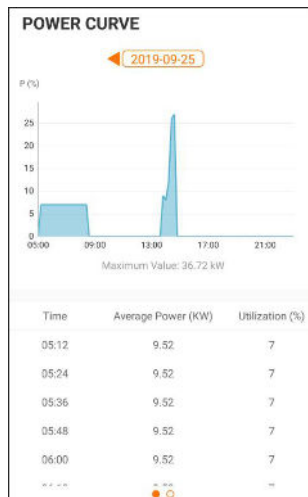 POWER CURVE
2019-09-25
P (%)
25
20
15
10
5
0
05:00 09:00 13:00 17:00 21:00
Maximum Value: 36.72 kW
Time Average Power (KW) Utilization (%)
05:12 9.52 7
05:24 9.52 7
05:36 9.52 7
05:48 9.52 7
06:00 9.52 7